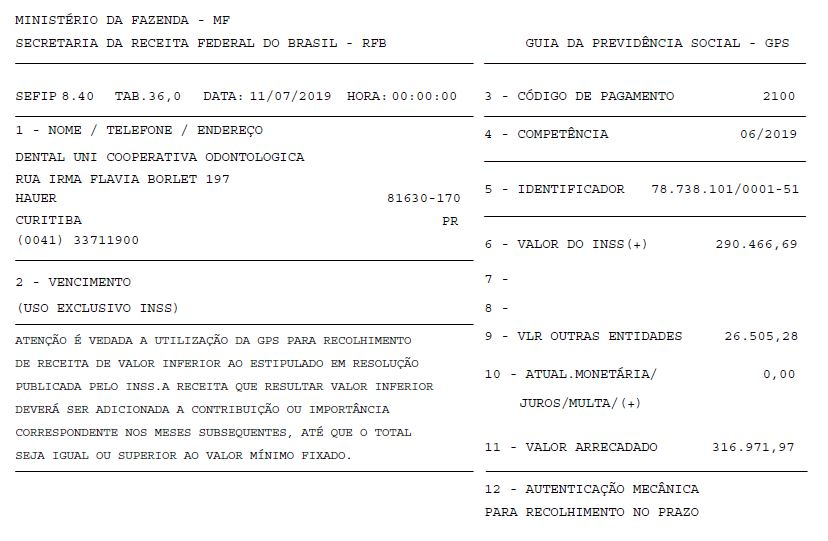 MINISTÉRIO DA FAZENDA - MF
SECRETARIA DA RECEITA FEDERAL DO BRASIL - RFB
GUIA DA PREVIDÊNCIA SOCIAL - GPS
SEFIP 8.40 TAB.36,0 DATA: 11/07/2019 HORA: 00:00:00
1 - NOME / TELEFONE / ENDEREÇO
DENTAL UNI COOPERATIVA ODONTOLOGICA
RUA IRMA FLAVIA BORLET 197
HAUER 81630-170
CURITIBA PR
(0041) 33711900
2 - VENCIMENTO
(USO EXCLUSIVO INSS)
ATENÇÃO É VEDADA A UTILIZAÇÃO DA GPS PARA RECOLHIMENTO
DE RECEITA DE VALOR INFERIOR AO ESTIPULADO EM RESOLUÇÃO
PUBLICADA PELO INSS.A RECEITA QUE RESULTAR VALOR INFERIOR
DEVERÁ SER ADICIONADA A CONTRIBUIÇÃO OU IMPORTÂNCIA
CORRESPONDENTE NOS MESES SUBSEQUENTES, ATÉ QUE O TOTAL
SEJA IGUAL OU SUPERIOR AO VALOR MÍNIMO FIXADO.
3 - CÓDIGO DE PAGAMENTO 2100
4 - COMPETÊNCIA 06/2019
5 - IDENTIFICADOR 78.738.101/0001-51
6 - VALOR DO INSS(+) 290.466,69
7 -
8 -
9 - VLR OUTRAS ENTIDADES 26.505,28
10 - ATUAL.MONETÁRIA/ 0,00
JUROS/MULTA/(+)
11 - VALOR ARRECADADO 316.971,97
12 - AUTENTICAÇÃO MECÂNICA
PARA RECOLHIMENTO NO PRAZO